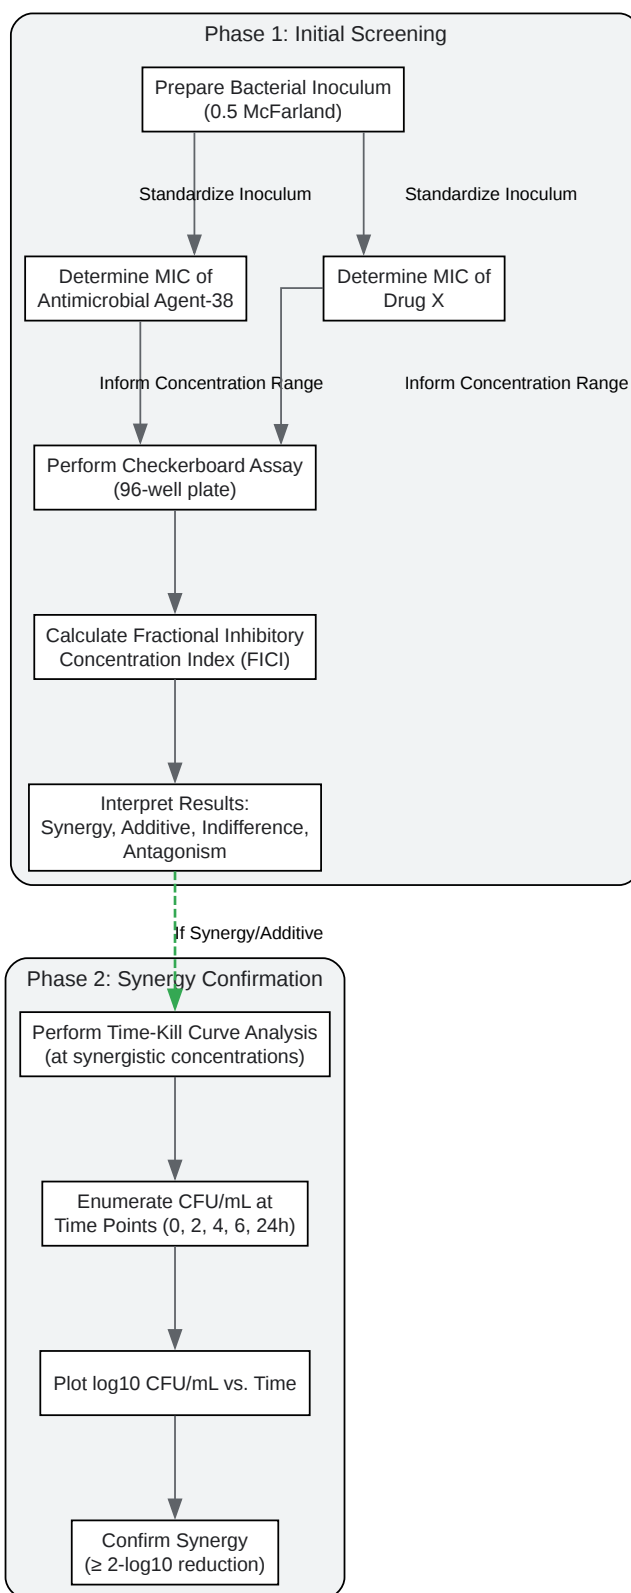 Phase 1: Initial Screening
Prepare Bacterial Inoculum
(0.5 McFarland)
Standardize Inoculum
Standardize Inoculum
Determine MIC of
Antimicrobial Agent-38
Determine MIC of
Drug X
Inform Concentration Range
Inform Concentration Range
Perform Checkerboard Assay
(96-well plate)
Calculate Fractional Inhibitory
Concentration Index (FICI)
Interpret Results:
Synergy, Additive, Indifference,
Antagonism
If Synergy/Additive
Phase 2: Synergy Confirmation
Perform Time-Kill Curve Analysis
(at synergistic concentrations)
Enumerate CFU/mL at
Time Points (0, 2, 4, 6, 24h)
Plot log10 CFU/mL vs. Time
Confirm Synergy
(≥ 2-log10 reduction)